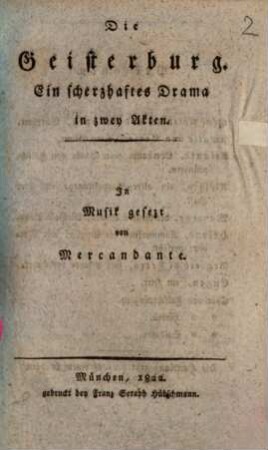 2
Die
Geisterburg.
Ein scherzhaftes Drama
in zwey Akten.
In
Musik gesezt
von
Mercandante.
München, 1822.
gedruckt bey Franz Seraph Hübschmann.